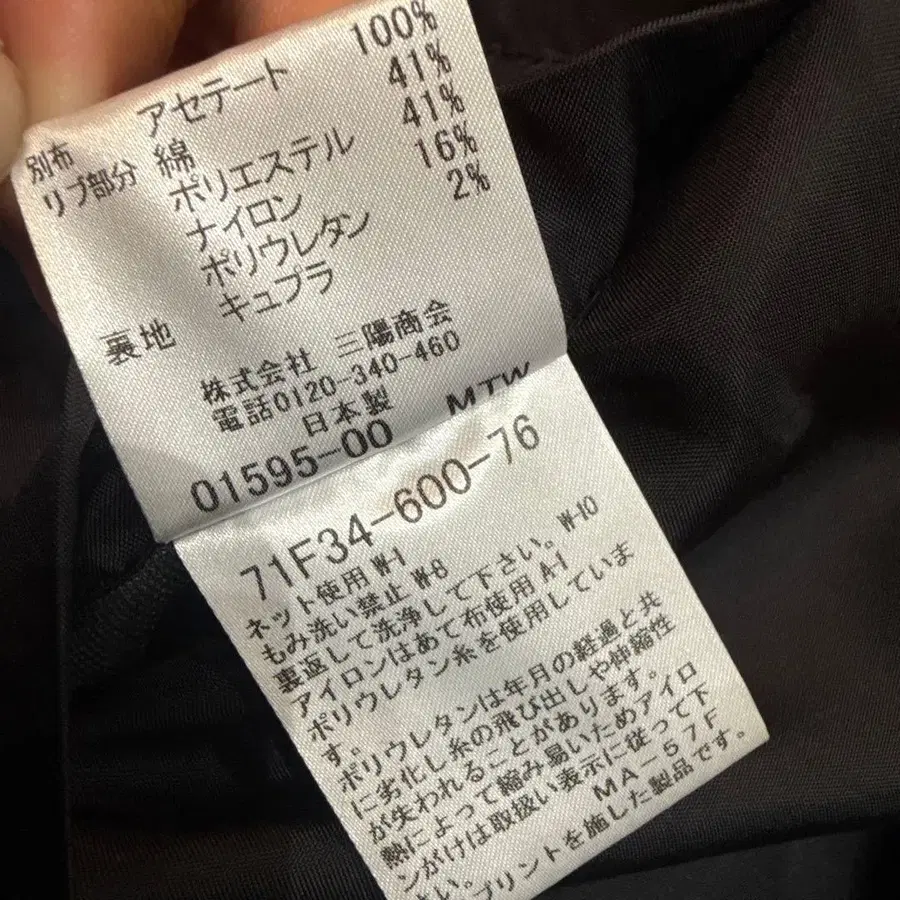 別布 アセテート 100%
リブ部分 綿 41%
ポリエステル 41%
ナイロン 16%
ポリウレタン 2%
裏地 キュプラ
株式会社 三陽商会
電話0120-340-460
日本製
01595-00 MTW
71F34-600-76
ネット使用 W-1
もみ洗い禁止 W-8
裏返して洗浄して下さい。 W-10
アイロンはあて布使用 A-1
ポリウレタン糸を使用していま
す。
ポリウレタンは年月の経過と共
に劣化し糸の飛び出しや伸縮性
が失われることがあります。
熱によって縮み易いためアイロ
ンがけは取扱い表示に従って下
さい。 MA-57F
プリントを施した製品です。